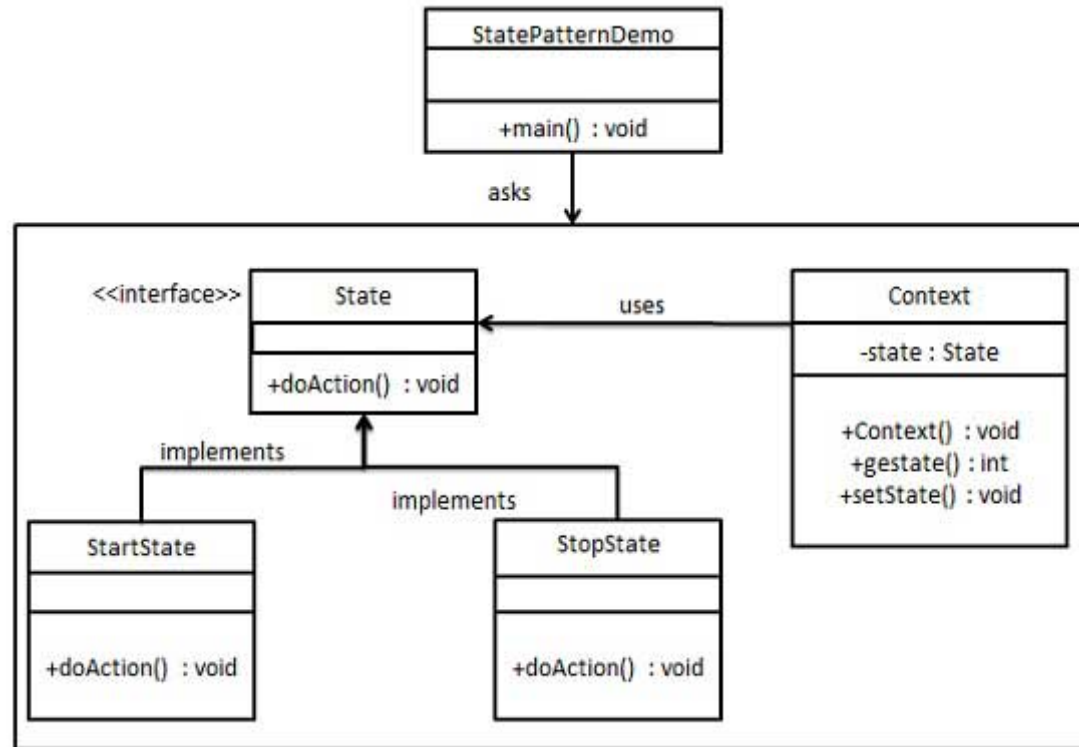 StatePatternDemo
+main() : void
asks
<<interface>>
State
+doAction() : void
uses
Context
-state : State
+Context() : void
+gestate() : int
+setState() : void
implements
implements
StartState
+doAction() : void
StopState
+doAction() : void